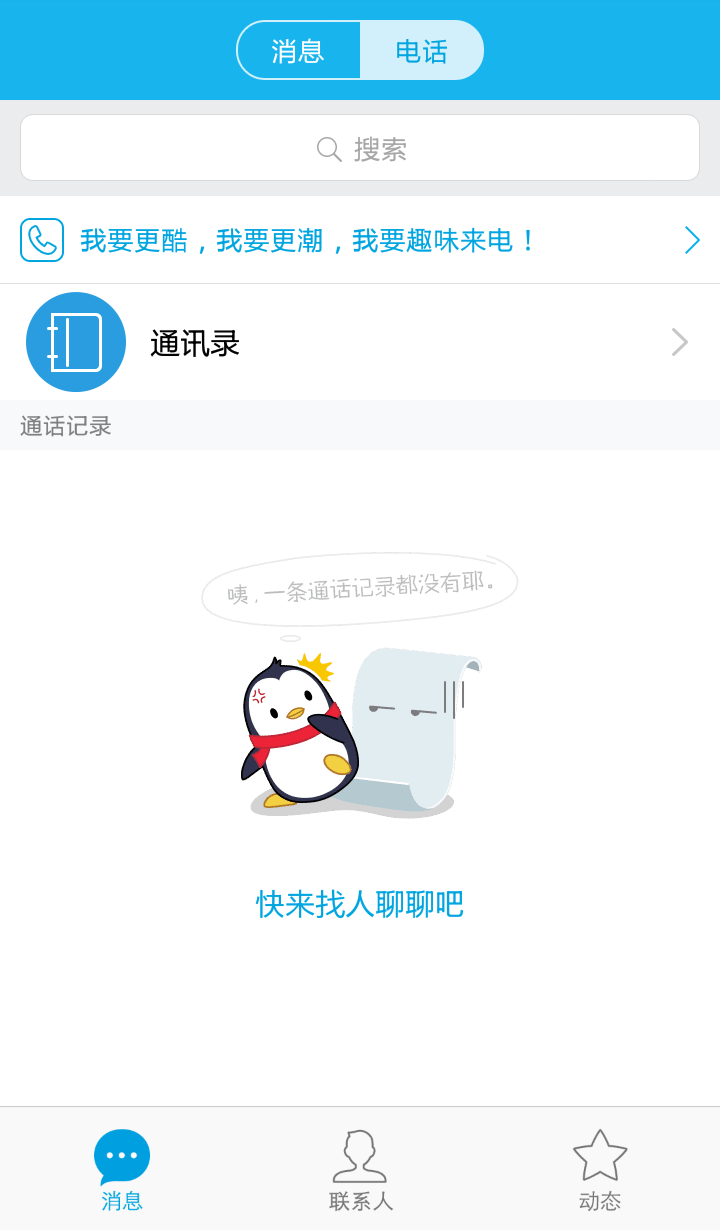 消息 电话
搜索
我要更酷，我要更潮，我要趣味来电！
通讯录
通话记录
咦，一条通话记录都没有耶。
快来找人聊聊吧
消息 联系人 动态